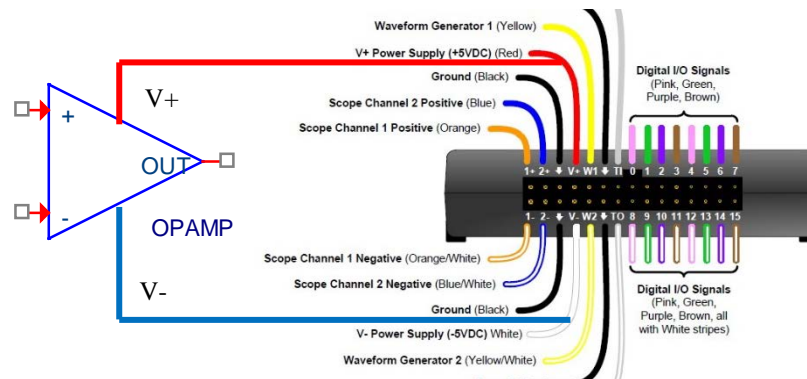 Waveform Generator 1 (Yellow)
V+ Power Supply (+5VDC) (Red)
Ground (Black)
Scope Channel 2 Positive (Blue)
Scope Channel 1 Positive (Orange)
Digital I/O Signals
(Pink, Green,
Purple, Brown)
V+
+
OUT
-
OPAMP
V-
1+ 2+ V+ W1 TI 0 1 2 3 4 5 6 7
1- 2- V- W2 TO 8 9 10 11 12 13 14 15
Scope Channel 1 Negative (Orange/White)
Scope Channel 2 Negative (Blue/White)
Ground (Black)
V- Power Supply (-5VDC) White)
Waveform Generator 2 (Yellow/White)
Digital I/O Signals
(Pink, Green,
Purple, Brown, all
with White stripes)